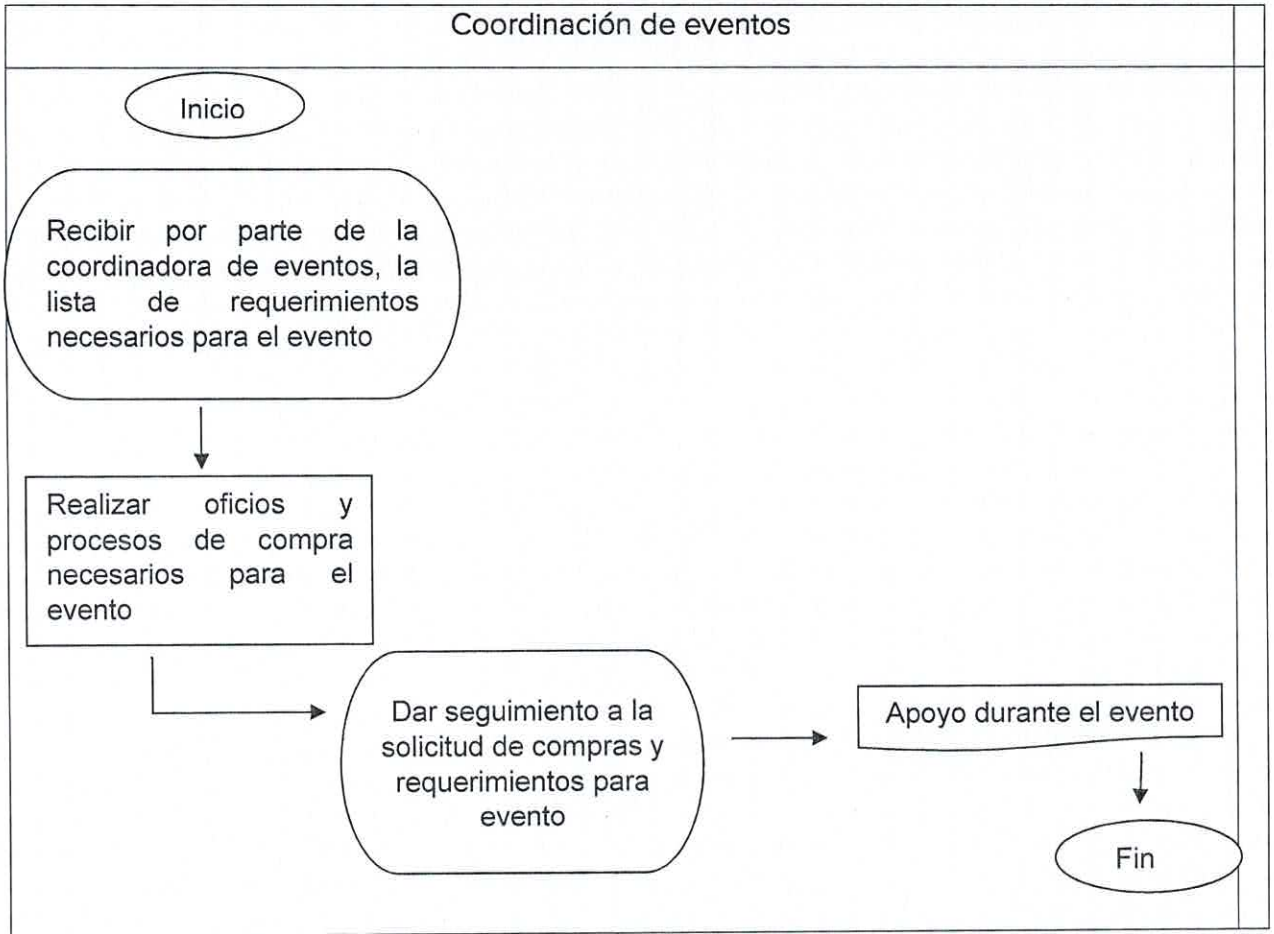 Coordinación de eventos
Inicio
Recibir por parte de la
coordinadora de eventos, la
lista de requerimientos
necesarios para el evento
Realizar oficios y
procesos de compra
necesarios para el
evento
Dar seguimiento a la
solicitud de compras y
requerimientos para
evento
Apoyo durante el evento
Fin